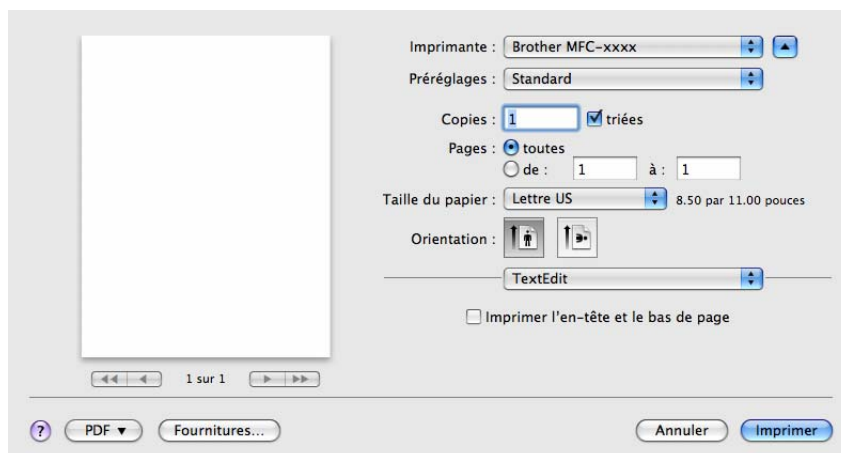 Imprimante : Brother MFC-xxxx
Préréglages : Standard
Copies : 1 triées
Pages : toutes
de : 1 à : 1
Taille du papier : Lettre US 8.50 par 11.00 pouces
Orientation :
TextEdit
Imprimer l'en-tête et le bas de page
1 sur 1
? PDF Fournitures... Annuler Imprimer